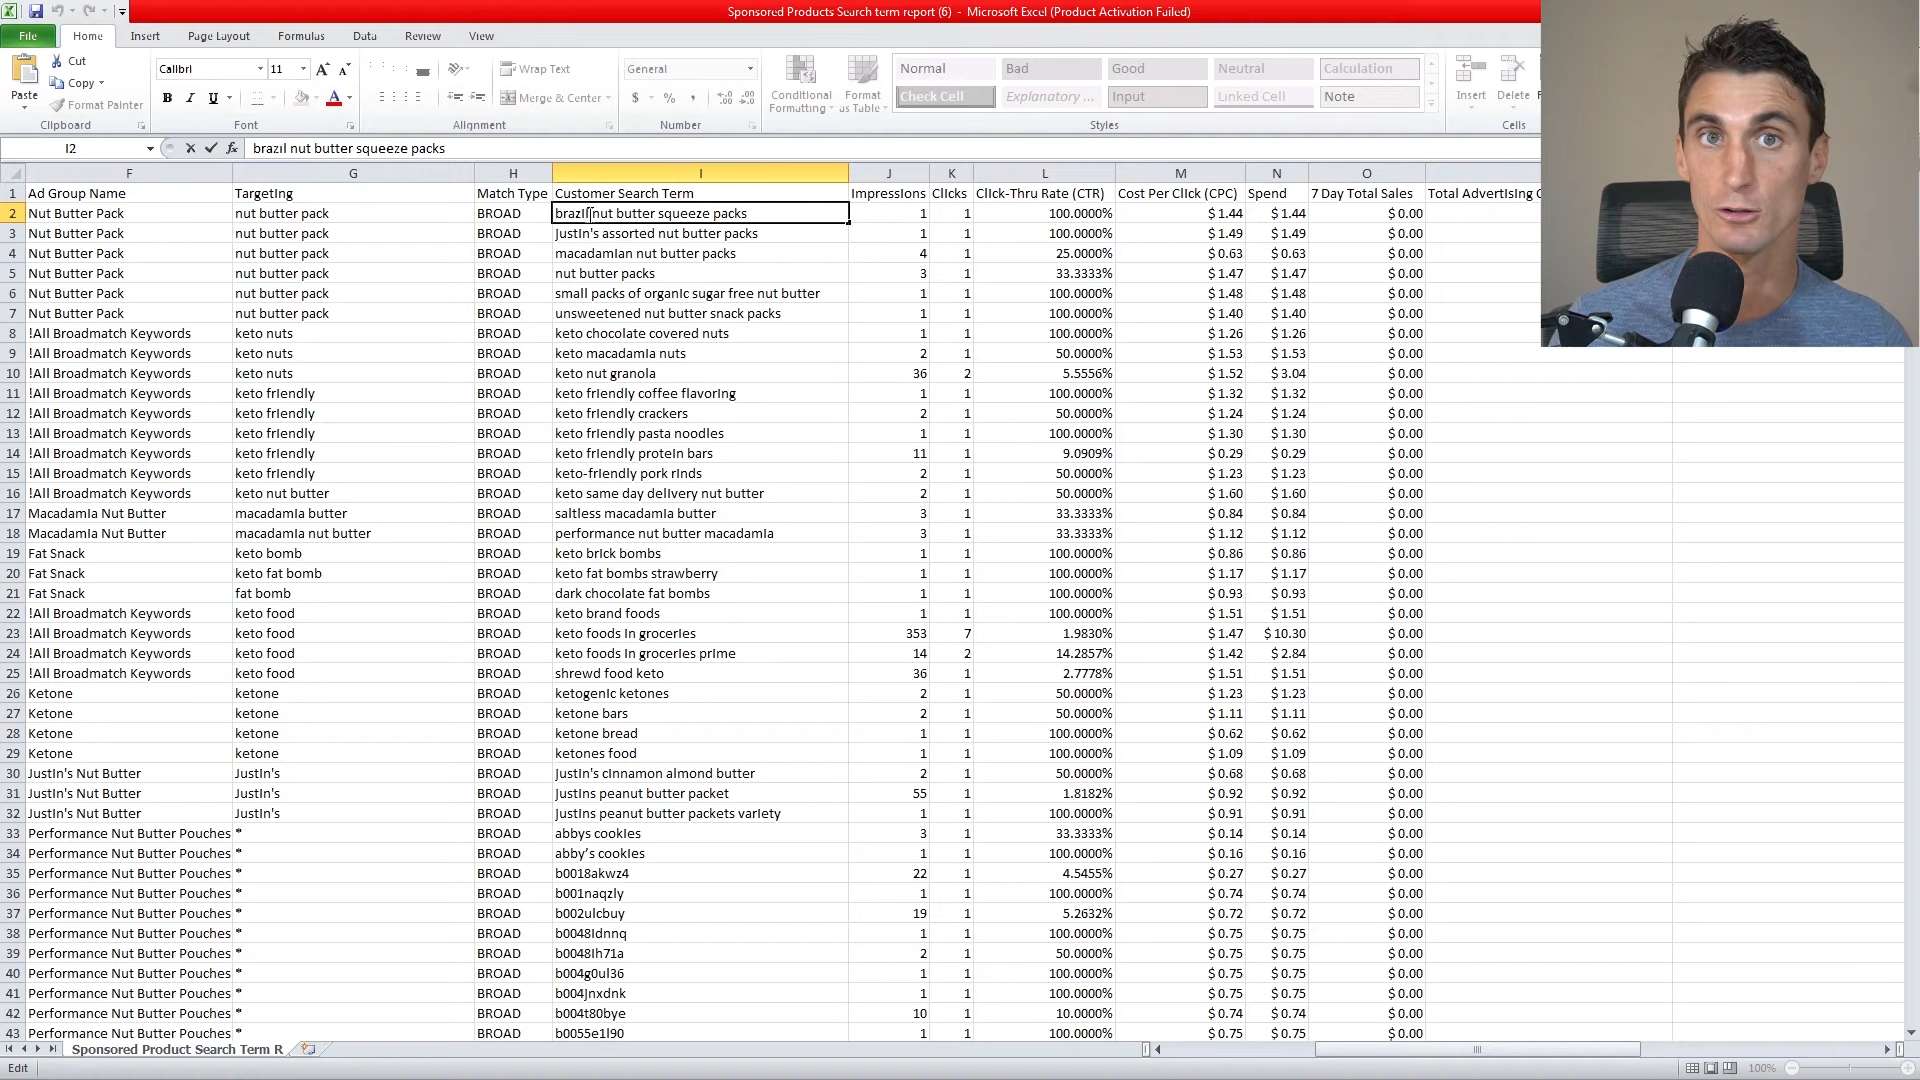 Sponsored Products Search term report (6) - Microsoft Excel (Product Activation Failed)
File Home Insert Page Layout Formulas Data Review View
Paste
Cut
Copy
Format Painter
Clipboard
Calibri 11
B I U
Font
Wrap Text
Merge & Center
Alignment
General
$ % ,
Number
Conditional Formatting
Format as Table
Normal Bad Good Neutral Calculation
Check Cell Explanatory ... Input Linked Cell Note
Styles
Insert Delete
Cells
I2 fx brazil nut butter squeeze packs
F G H I J K L M N O
1 Ad Group Name Targeting Match Type Customer Search Term Impressions Clicks Click-Thru Rate (CTR) Cost Per Click (CPC) Spend 7 Day Total Sales Total Advertising
2 Nut Butter Pack nut butter pack BROAD brazil nut butter squeeze packs 1 1 100.0000% $ 1.44 $ 1.44 $ 0.00
3 Nut Butter Pack nut butter pack BROAD justin's assorted nut butter packs 1 1 100.0000% $ 1.49 $ 1.49 $ 0.00
4 Nut Butter Pack nut butter pack BROAD macadamian nut butter packs 4 1 25.0000% $ 0.63 $ 0.63 $ 0.00
5 Nut Butter Pack nut butter pack BROAD nut butter packs 3 1 33.3333% $ 1.47 $ 1.47 $ 0.00
6 Nut Butter Pack nut butter pack BROAD small packs of organic sugar free nut butter 1 1 100.0000% $ 1.48 $ 1.48 $ 0.00
7 Nut Butter Pack nut butter pack BROAD unsweetened nut butter snack packs 1 1 100.0000% $ 1.40 $ 1.40 $ 0.00
8 !All Broadmatch Keywords keto nuts BROAD keto chocolate covered nuts 1 1 100.0000% $ 1.26 $ 1.26 $ 0.00
9 !All Broadmatch Keywords keto nuts BROAD keto macadamia nuts 2 1 50.0000% $ 1.53 $ 1.53 $ 0.00
10 !All Broadmatch Keywords keto nuts BROAD keto nut granola 36 2 5.5556% $ 1.52 $ 3.04 $ 0.00
11 !All Broadmatch Keywords keto friendly BROAD keto friendly coffee flavoring 1 1 100.0000% $ 1.32 $ 1.32 $ 0.00
12 !All Broadmatch Keywords keto friendly BROAD keto friendly crackers 2 1 50.0000% $ 1.24 $ 1.24 $ 0.00
13 !All Broadmatch Keywords keto friendly BROAD keto friendly pasta noodles 1 1 100.0000% $ 1.30 $ 1.30 $ 0.00
14 !All Broadmatch Keywords keto friendly BROAD keto friendly protein bars 11 1 9.0909% $ 0.29 $ 0.29 $ 0.00
15 !All Broadmatch Keywords keto friendly BROAD keto-friendly pork rinds 2 1 50.0000% $ 1.23 $ 1.23 $ 0.00
16 !All Broadmatch Keywords keto nut butter BROAD keto same day delivery nut butter 2 1 50.0000% $ 1.60 $ 1.60 $ 0.00
17 Macadamia Nut Butter macadamia butter BROAD saltless macadamia butter 3 1 33.3333% $ 0.84 $ 0.84 $ 0.00
18 Macadamia Nut Butter macadamia nut butter BROAD performance nut butter macadamia 3 1 33.3333% $ 1.12 $ 1.12 $ 0.00
19 Fat Snack keto bomb BROAD keto brick bombs 1 1 100.0000% $ 0.86 $ 0.86 $ 0.00
20 Fat Snack keto fat bomb BROAD keto fat bombs strawberry 1 1 100.0000% $ 1.17 $ 1.17 $ 0.00
21 Fat Snack fat bomb BROAD dark chocolate fat bombs 1 1 100.0000% $ 0.93 $ 0.93 $ 0.00
22 !All Broadmatch Keywords keto food BROAD keto brand foods 1 1 100.0000% $ 1.51 $ 1.51 $ 0.00
23 !All Broadmatch Keywords keto food BROAD keto foods in groceries 353 7 1.9830% $ 1.47 $ 10.30 $ 0.00
24 !All Broadmatch Keywords keto food BROAD keto foods in groceries prime 14 2 14.2857% $ 1.42 $ 2.84 $ 0.00
25 !All Broadmatch Keywords keto food BROAD shrewd food keto 36 1 2.7778% $ 1.51 $ 1.51 $ 0.00
26 Ketone ketone BROAD ketogenic ketones 2 1 50.0000% $ 1.23 $ 1.23 $ 0.00
27 Ketone ketone BROAD ketone bars 2 1 50.0000% $ 1.11 $ 1.11 $ 0.00
28 Ketone ketone BROAD ketone bread 1 1 100.0000% $ 0.62 $ 0.62 $ 0.00
29 Ketone ketone BROAD ketones food 1 1 100.0000% $ 1.09 $ 1.09 $ 0.00
30 Justin's Nut Butter Justin's BROAD justin's cinnamon almond butter 2 1 50.0000% $ 0.68 $ 0.68 $ 0.00
31 Justin's Nut Butter Justin's BROAD justins peanut butter packet 55 1 1.8182% $ 0.92 $ 0.92 $ 0.00
32 Justin's Nut Butter Justin's BROAD justins peanut butter packets variety 1 1 100.0000% $ 0.91 $ 0.91 $ 0.00
33 Performance Nut Butter Pouches * BROAD abbys cookies 3 1 33.3333% $ 0.14 $ 0.14 $ 0.00
34 Performance Nut Butter Pouches * BROAD abby’s cookies 1 1 100.0000% $ 0.16 $ 0.16 $ 0.00
35 Performance Nut Butter Pouches * BROAD b0018akwz4 22 1 4.5455% $ 0.27 $ 0.27 $ 0.00
36 Performance Nut Butter Pouches * BROAD b001naqzly 1 1 100.0000% $ 0.74 $ 0.74 $ 0.00
37 Performance Nut Butter Pouches * BROAD b002ulcbuy 19 1 5.2632% $ 0.72 $ 0.72 $ 0.00
38 Performance Nut Butter Pouches * BROAD b0048idnnq 1 1 100.0000% $ 0.75 $ 0.75 $ 0.00
39 Performance Nut Butter Pouches * BROAD b0048ih71a 2 1 50.0000% $ 0.75 $ 0.75 $ 0.00
40 Performance Nut Butter Pouches * BROAD b004g0ul36 1 1 100.0000% $ 0.75 $ 0.75 $ 0.00
41 Performance Nut Butter Pouches * BROAD b004jnxdnk 1 1 100.0000% $ 0.75 $ 0.75 $ 0.00
42 Performance Nut Butter Pouches * BROAD b004t80bye 10 1 10.0000% $ 0.74 $ 0.74 $ 0.00
43 Performance Nut Butter Pouches * BROAD b0055e1l90 1 1 100.0000% $ 0.75 $ 0.75 $ 0.00
Sponsored Product Search Term R
Edit 100%